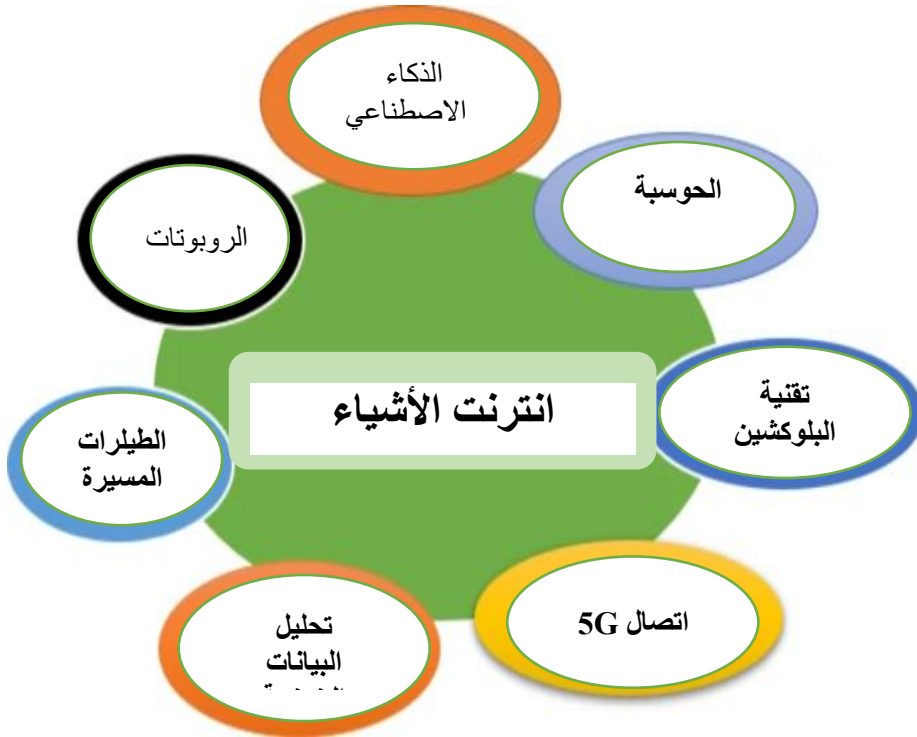 الذكاء
الاصطناعي
الحوسبة
الروبوتات
تقنية
البلوكشين
انترنت الأشياء
الطيلرات
المسيرة
اتصال 5G
تحليل
البيانات